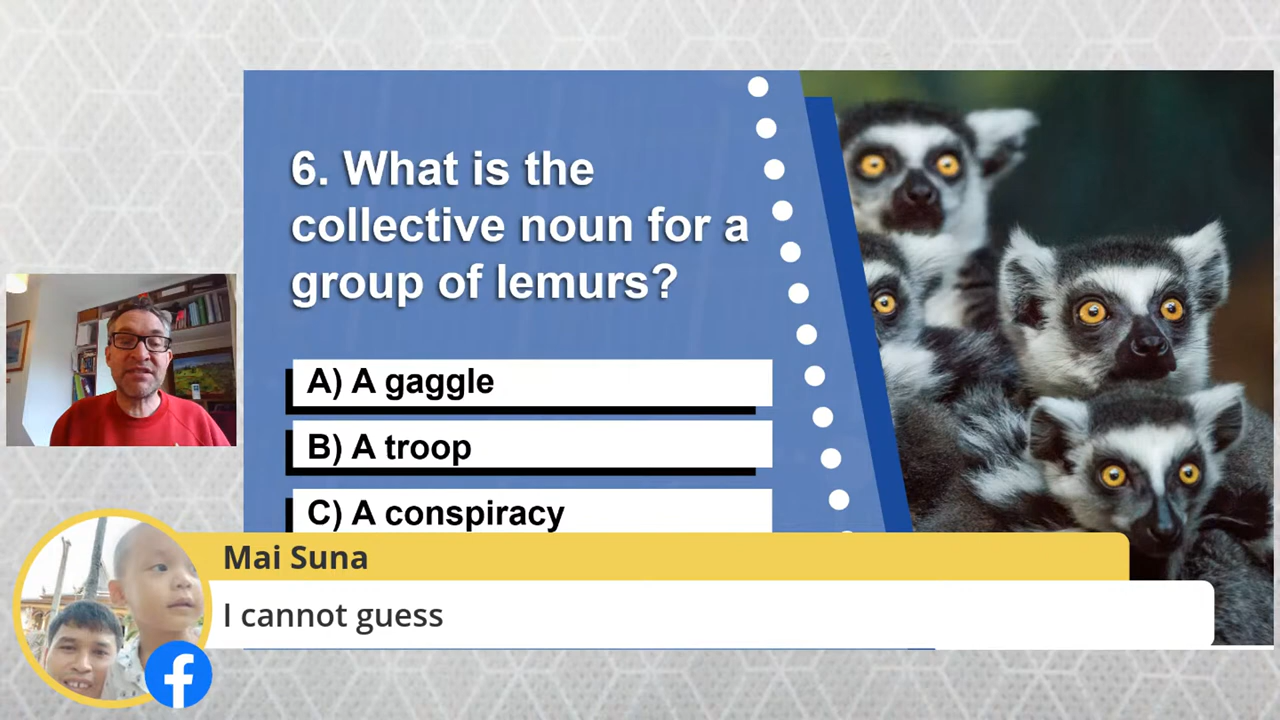 6. What is the
collective noun for a
group of lemurs?
A) A gaggle
B) A troop
C) A conspiracy
Mai Suna
I cannot guess